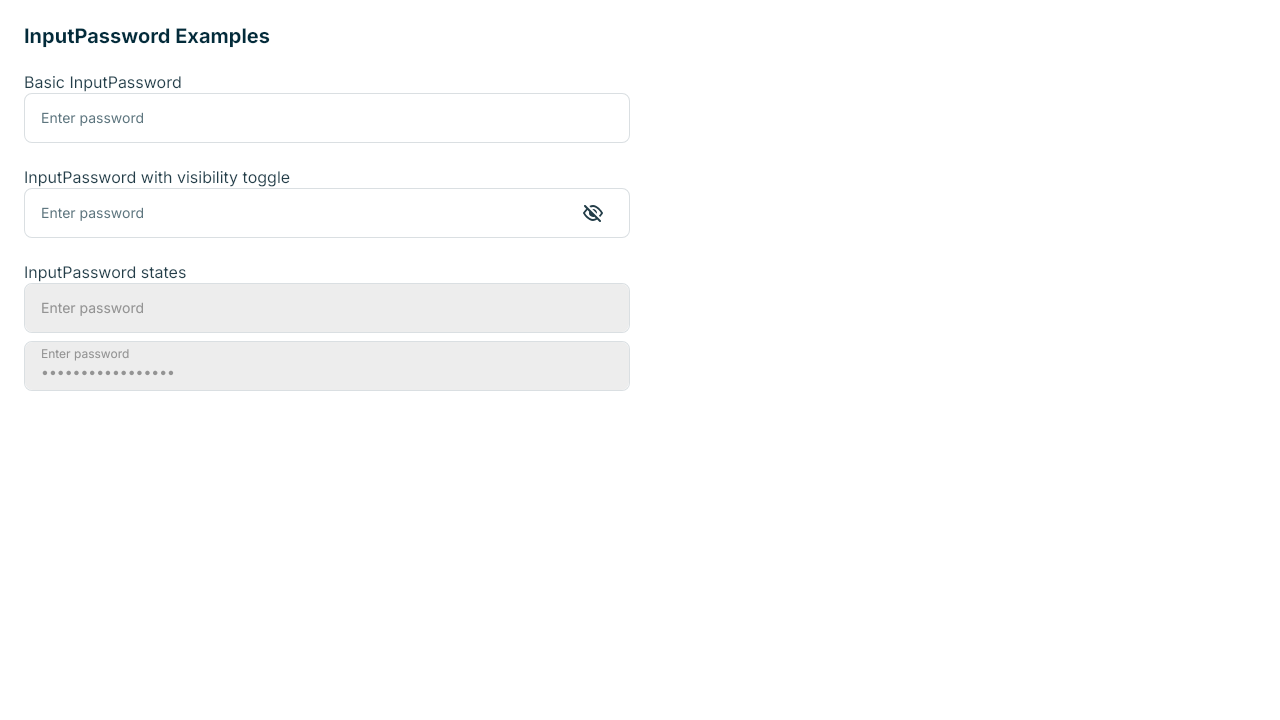 InputPassword Examples
Basic InputPassword
Enter password
InputPassword with visibility toggle
Enter password
InputPassword states
Enter password
Enter password
•••••••••••••••••